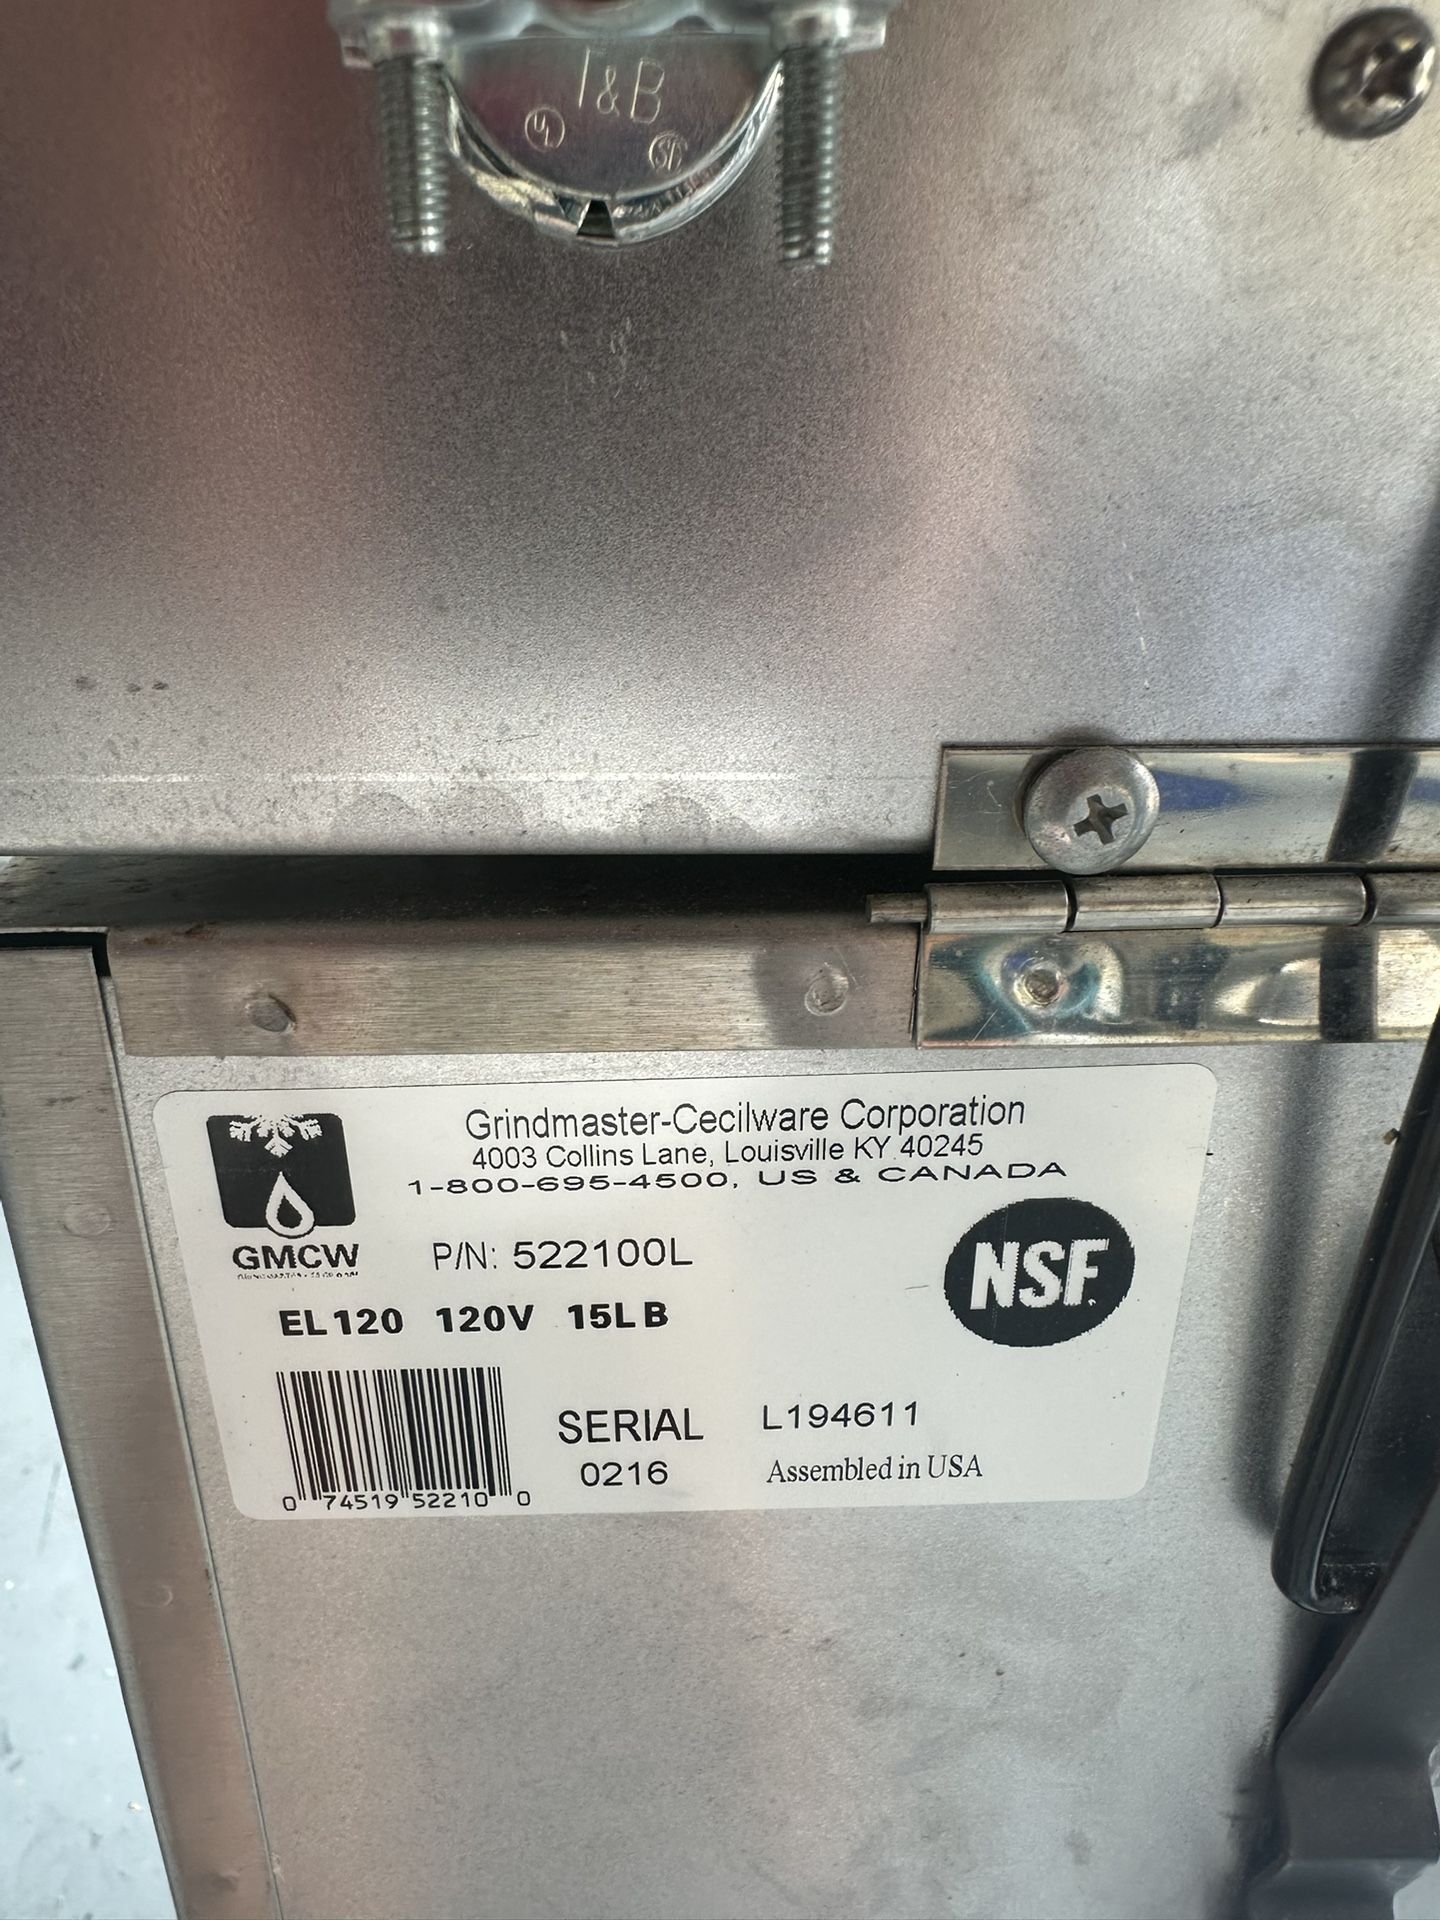 T&B
UL
Grindmaster-Cecilware Corporation
4003 Collins Lane, Louisville KY 40245
1-800-695-4500, US & CANADA
GMCW
P/N: 522100L
NSF.
EL120 120V 15LB
SERIAL L194611
0216 Assembled in USA
0 74519 52210 0